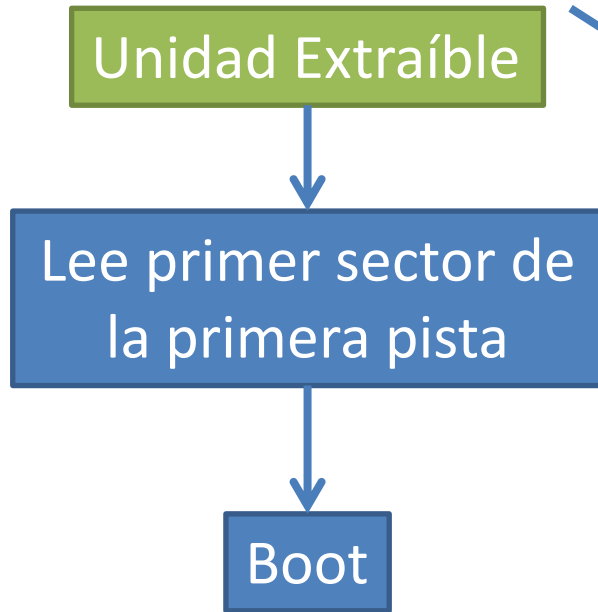 Unidad Extraíble
Lee primer sector de
la primera pista
Boot